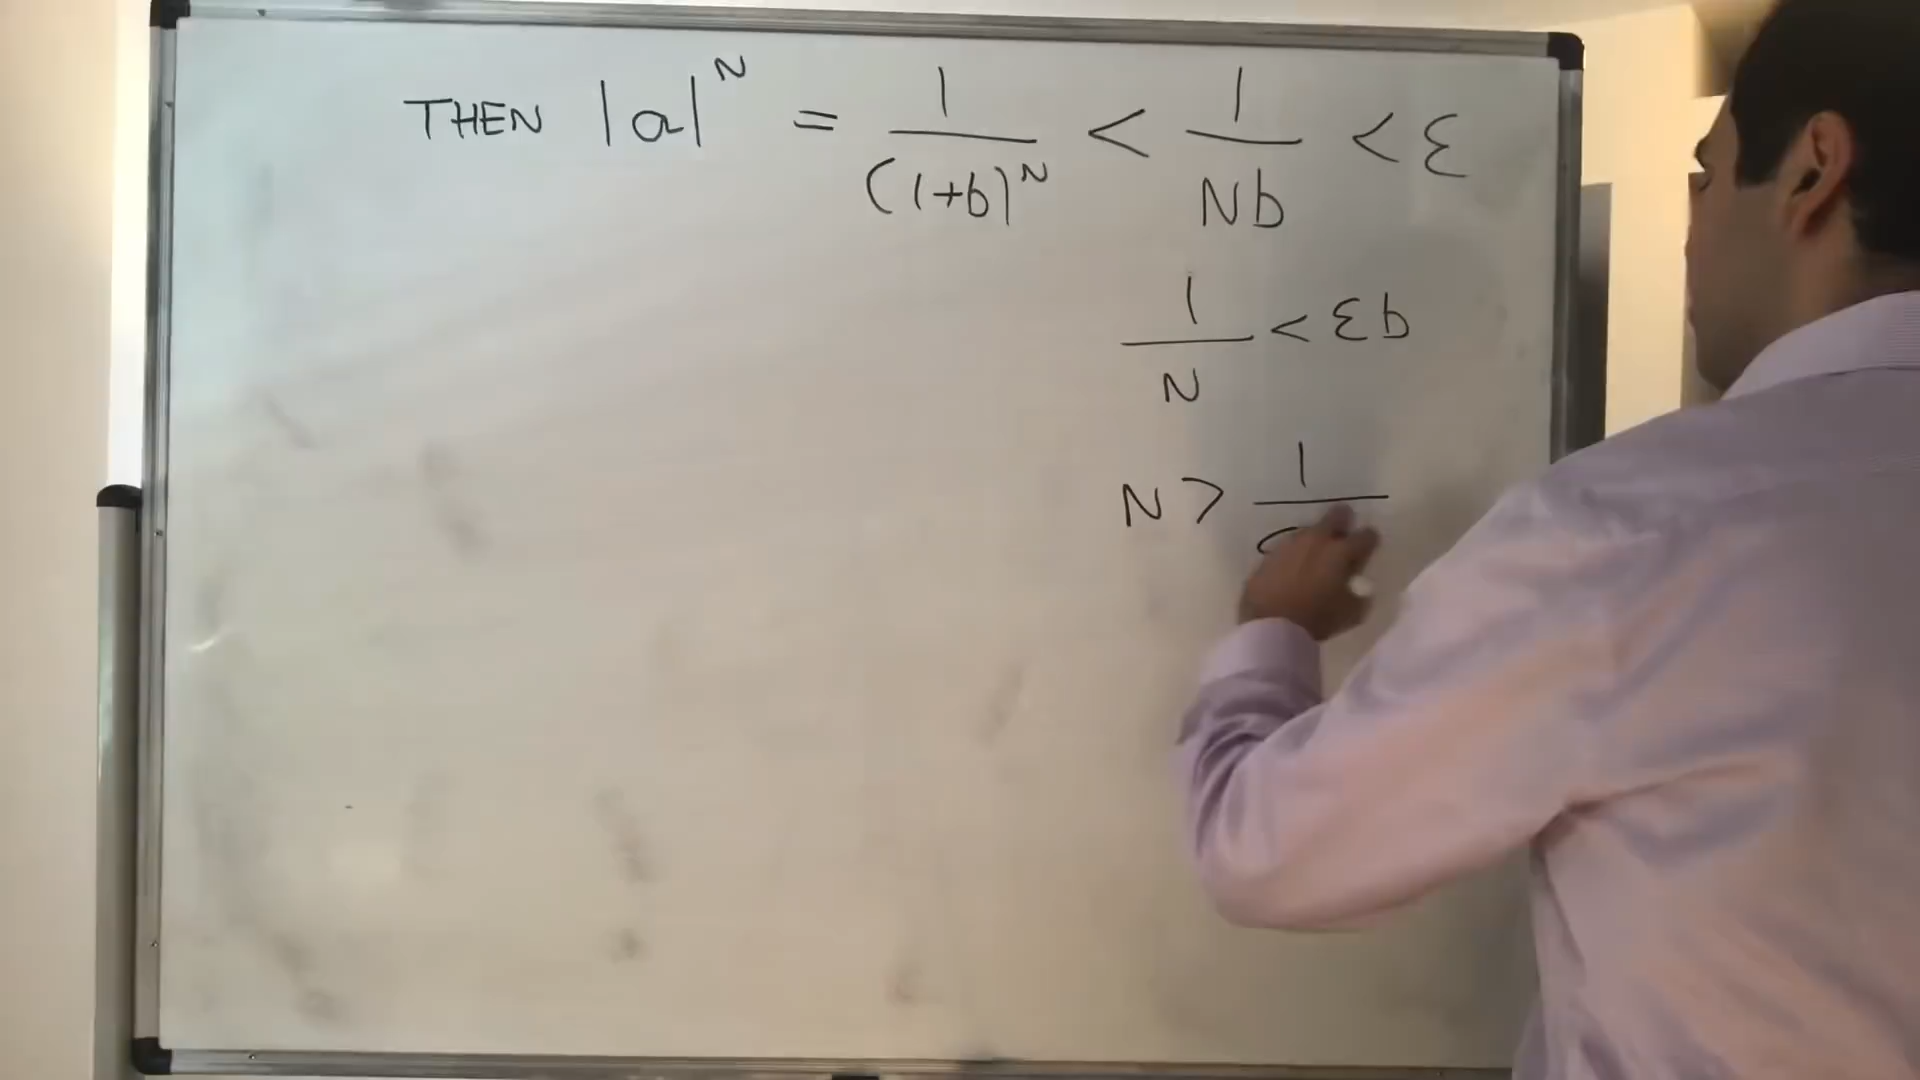 THEN |a|^N = 1/(1+b)^N < 1/Nb < ε
1/N < εb
N > 1/